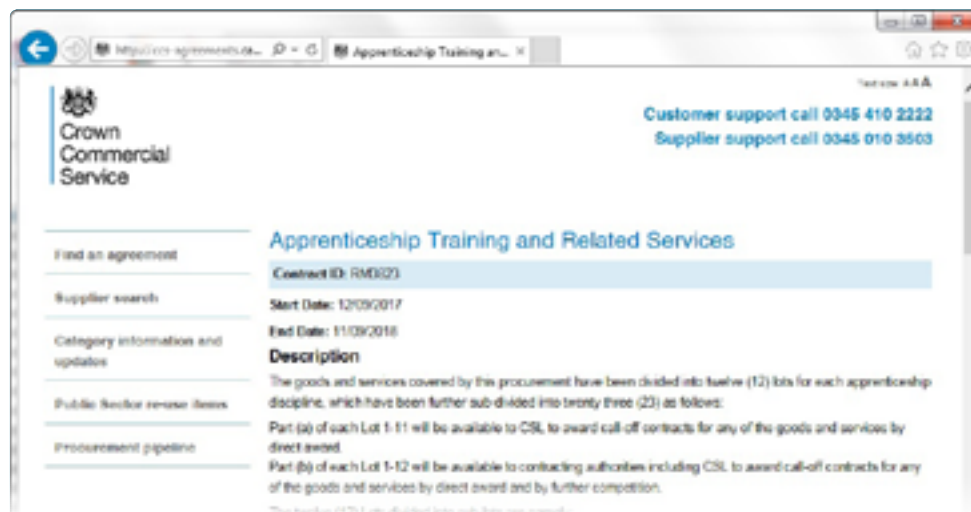 Apprenticeship Training an...
Text size AAA
Crown
Commercial
Service
Customer support call 0345 410 2222
Supplier support call 0345 010 3503
Find an agreement
Supplier search
Category information and
updates
Public Sector re-use items
Procurement pipeline
Apprenticeship Training and Related Services
Contract ID: RM3823
Start Date: 12/09/2017
End Date: 11/09/2018
Description
The goods and services covered by this procurement have been divided into twelve (12) lots for each apprenticeship
discipline, which have been further sub-divided into twenty three (23) as follows:
Part (a) of each Lot 1-11 will be available to CSL to award call-off contracts for any of the goods and services by
direct award.
Part (b) of each Lot 1-12 will be available to contracting authorities including CSL to award call-off contracts for any
of the goods and services by direct award and by further competition.